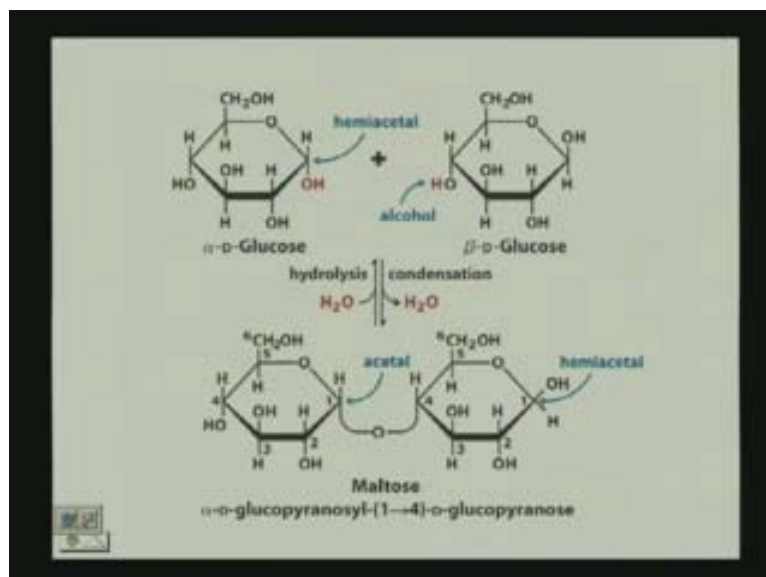 CH2OH CH2OH
O hemiacetal O
H H H H H OH
H + H
OH H OH H
HO OH HO H
alcohol
H OH H OH
α-D-Glucose β-D-Glucose
hydrolysis condensation
H2O H2O
6CH2OH 6CH2OH
5 O acetal 5 O hemiacetal
H H H H H OH
4 1 4 1
OH H OH H
HO O H
3 2 3 2
H OH H OH
Maltose
α-D-glucopyranosyl-(1→4)-D-glucopyranose